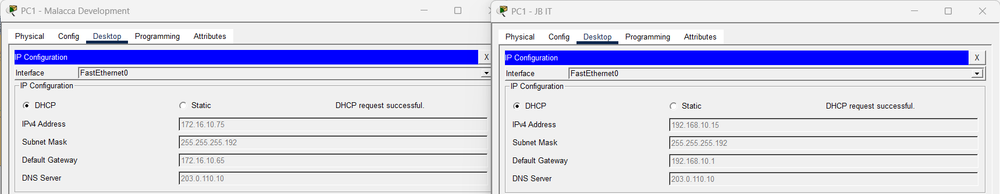 PC1 - Malacca Development
Physical Config Desktop Programming Attributes
IP Configuration X
Interface FastEthernet0
IP Configuration
DHCP Static DHCP request successful.
IPv4 Address 172.16.10.75
Subnet Mask 255.255.255.192
Default Gateway 172.16.10.65
DNS Server 203.0.110.10
PC1 - JB IT
Physical Config Desktop Programming Attributes
IP Configuration X
Interface FastEthernet0
IP Configuration
DHCP Static DHCP request successful.
IPv4 Address 192.168.10.15
Subnet Mask 255.255.255.192
Default Gateway 192.168.10.1
DNS Server 203.0.110.10